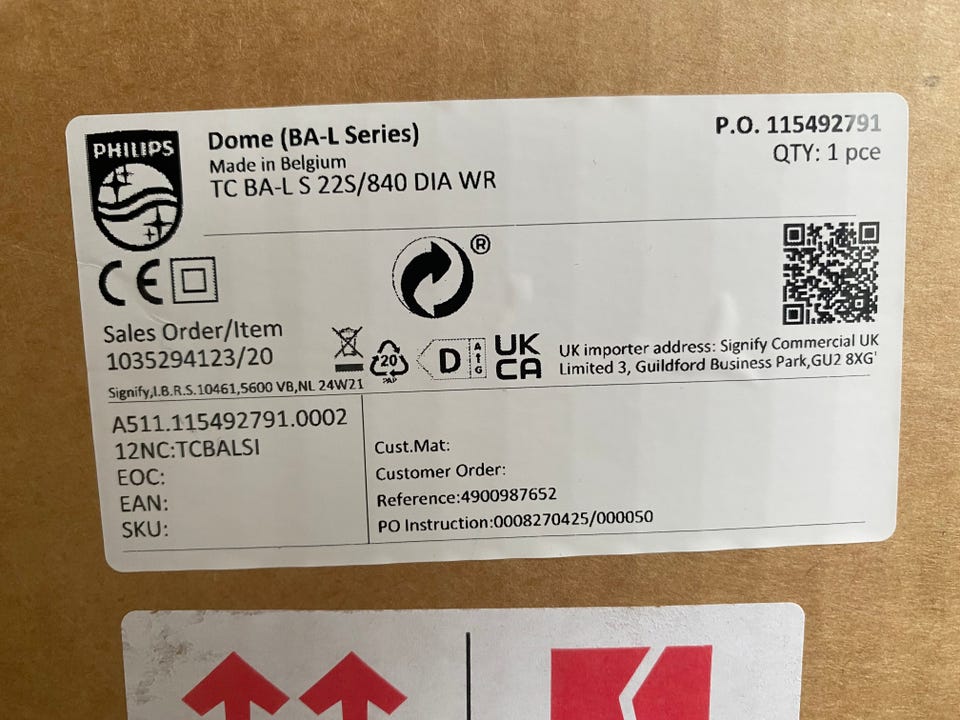 PHILIPS
Dome (BA-L Series)
Made in Belgium
TC BA-L S 22S/840 DIA WR
P.O. 115492791
QTY: 1 pce
CE
®
Sales Order/Item
1035294123/20
Signify,I.B.R.S.10461,5600 VB,NL 24W21
20
PAP
D
A
G
UK
CA
UK importer address: Signify Commercial UK
Limited 3, Guildford Business Park,GU2 8XG'
A511.115492791.0002
12NC:TCBALSI
EOC:
EAN:
SKU:
Cust.Mat:
Customer Order:
Reference:4900987652
PO Instruction:0008270425/000050